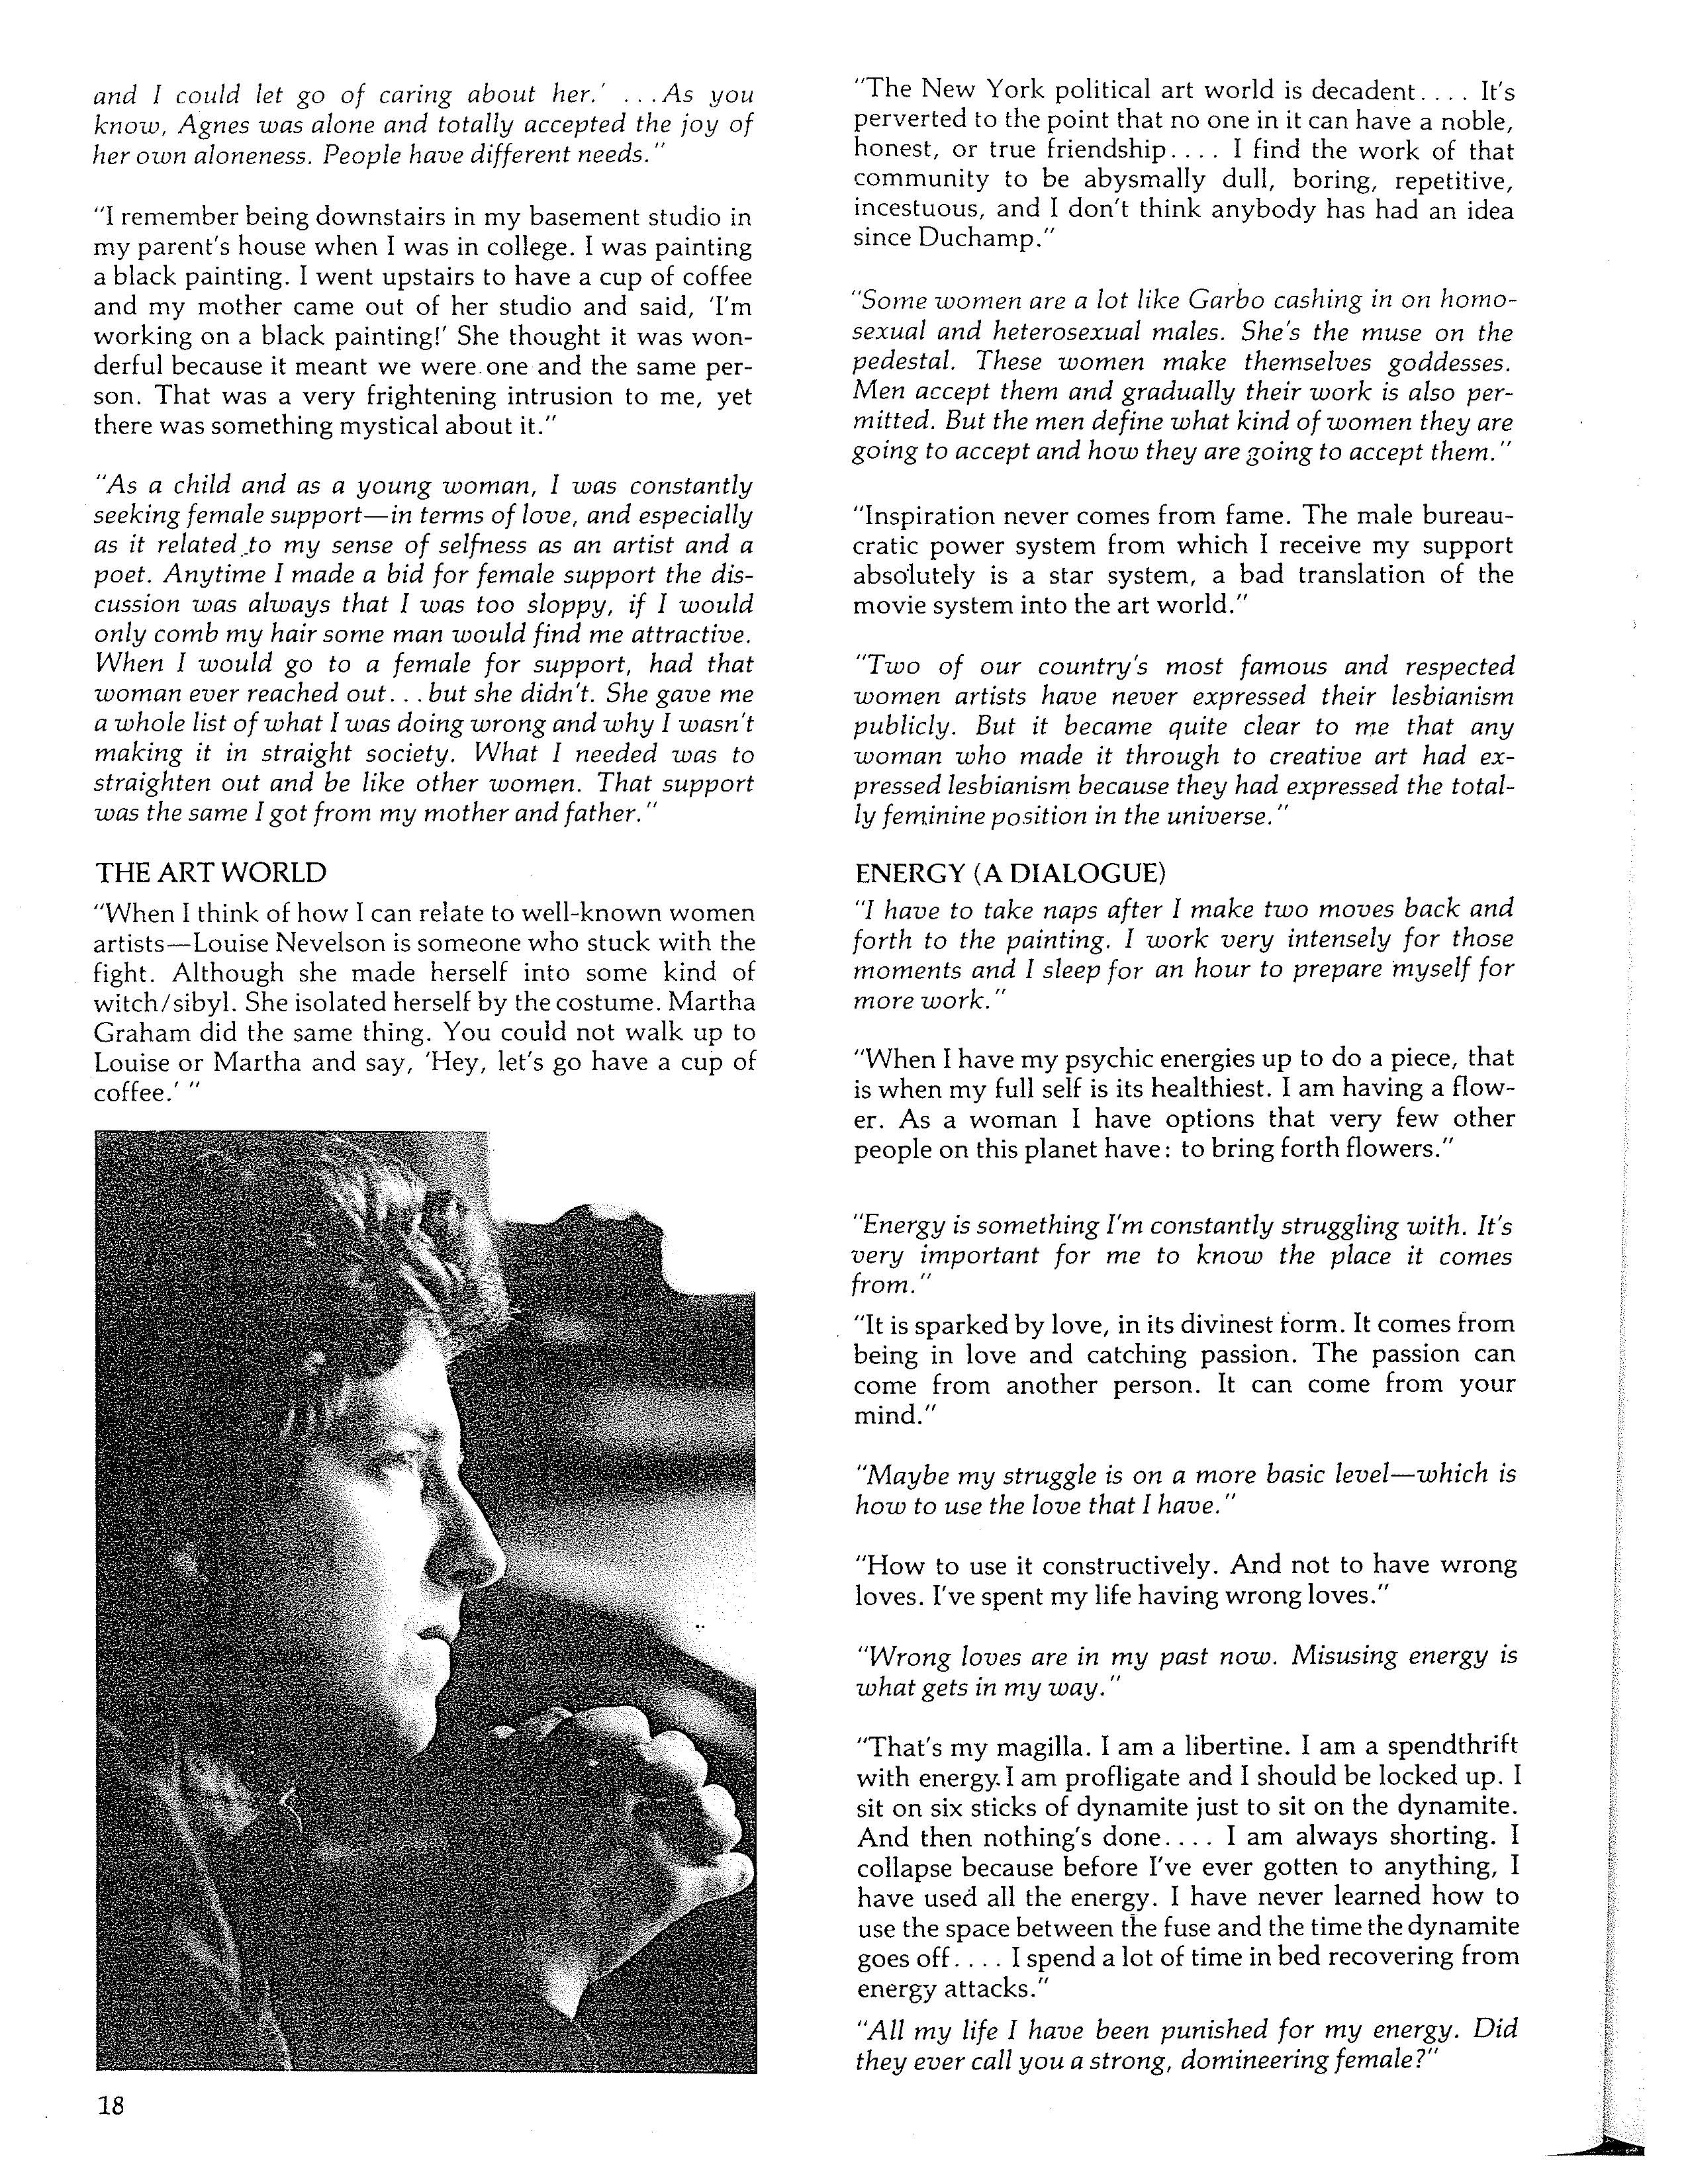 and I could let go of caring about her.' . . . As you
know, Agnes was alone and totally accepted the joy of
her own aloneness. People have different needs."
"I remember being downstairs in my basement studio in
my parent's house when I was in college. I was painting
a black painting. I went upstairs to have a cup of coffee
and my mother came out of her studio and said, 'I'm
working on a black painting!' She thought it was won-
derful because it meant we were one and the same per-
son. That was a very frightening intrusion to me, yet
there was something mystical about it."
"As a child and as a young woman, I was constantly
seeking female support—in terms of love, and especially
as it related to my sense of selfness as an artist and a
poet. Anytime I made a bid for female support the dis-
cussion was always that I was too sloppy, if I would
only comb my hair some man would find me attractive.
When I would go to a female for support, had that
woman ever reached out. . . but she didn't. She gave me
a whole list of what I was doing wrong and why I wasn't
making it in straight society. What I needed was to
straighten out and be like other women. That support
was the same I got from my mother and father."
THE ART WORLD
"When I think of how I can relate to well-known women
artists—Louise Nevelson is someone who stuck with the
fight. Although she made herself into some kind of
witch/sibyl. She isolated herself by the costume. Martha
Graham did the same thing. You could not walk up to
Louise or Martha and say, 'Hey, let's go have a cup of
coffee.' "
18
"The New York political art world is decadent. . . . It's
perverted to the point that no one in it can have a noble,
honest, or true friendship. . . . I find the work of that
community to be abysmally dull, boring, repetitive,
incestuous, and I don't think anybody has had an idea
since Duchamp."
"Some women are a lot like Garbo cashing in on homo-
sexual and heterosexual males. She's the muse on the
pedestal. These women make themselves goddesses.
Men accept them and gradually their work is also per-
mitted. But the men define what kind of women they are
going to accept and how they are going to accept them."
"Inspiration never comes from fame. The male bureau-
cratic power system from which I receive my support
absolutely is a star system, a bad translation of the
movie system into the art world."
"Two of our country's most famous and respected
women artists have never expressed their lesbianism
publicly. But it became quite clear to me that any
woman who made it through to creative art had ex-
pressed lesbianism because they had expressed the total-
ly feminine position in the universe."
ENERGY (A DIALOGUE)
"I have to take naps after I make two moves back and
forth to the painting. I work very intensely for those
moments and I sleep for an hour to prepare myself for
more work."
"When I have my psychic energies up to do a piece, that
is when my full self is its healthiest. I am having a flow-
er. As a woman I have options that very few other
people on this planet have: to bring forth flowers."
"Energy is something I'm constantly struggling with. It's
very important for me to know the place it comes
from."
"It is sparked by love, in its divinest form. It comes from
being in love and catching passion. The passion can
come from another person. It can come from your
mind."
"Maybe my struggle is on a more basic level—which is
how to use the love that I have."
"How to use it constructively. And not to have wrong
loves. I've spent my life having wrong loves."
"Wrong loves are in my past now. Misusing energy is
what gets in my way."
"That's my magilla. I am a libertine. I am a spendthrift
with energy. I am profligate and I should be locked up. I
sit on six sticks of dynamite just to sit on the dynamite.
And then nothing's done. . . . I am always shorting. I
collapse because before I've ever gotten to anything, I
have used all the energy. I have never learned how to
use the space between the fuse and the time the dynamite
goes off. . . . I spend a lot of time in bed recovering from
energy attacks."
"All my life I have been punished for my energy. Did
they ever call you a strong, domineering female?"